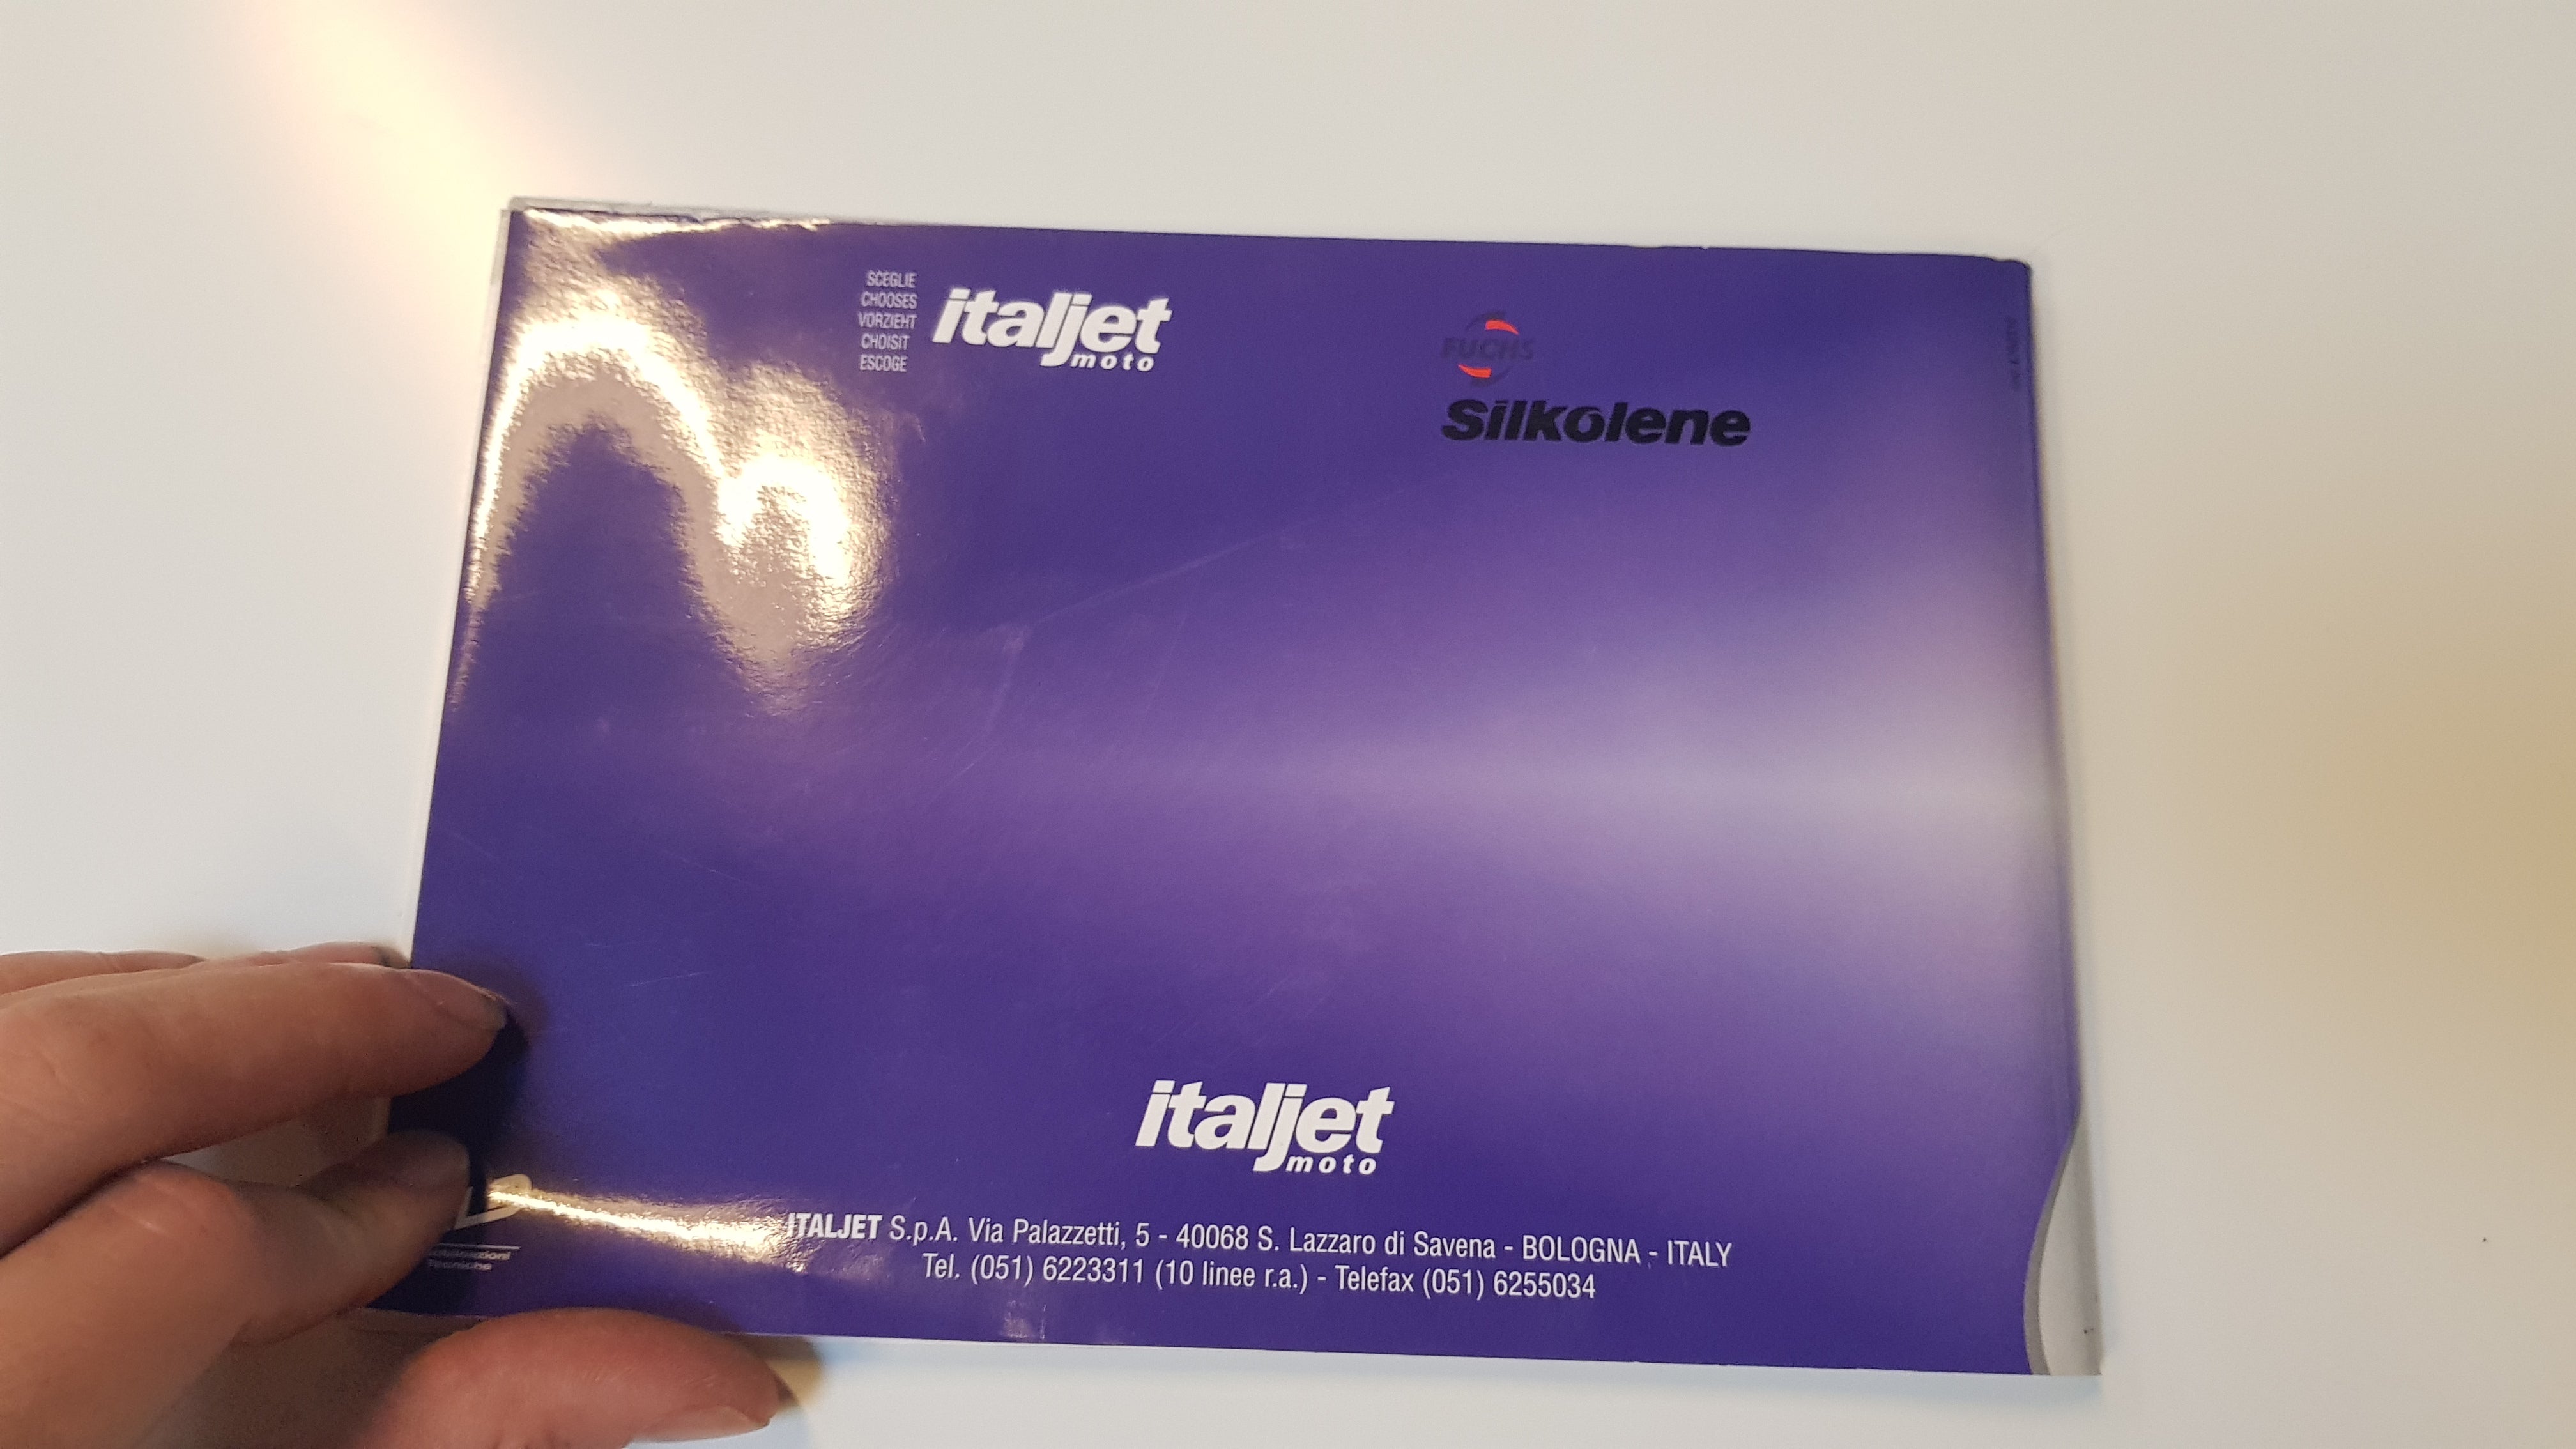 SCEGLIE
CHOOSES
VORZIEHT
CHOISIT
ESCOGE
italjet
moto
FUCHS
Silkolene
italjet
moto
ITALJET S.p.A. Via Palazzetti, 5 - 40068 S. Lazzaro di Savena - BOLOGNA - ITALY
Tel. (051) 6223311 (10 linee r.a.) - Telefax (051) 6255034
Tecniche